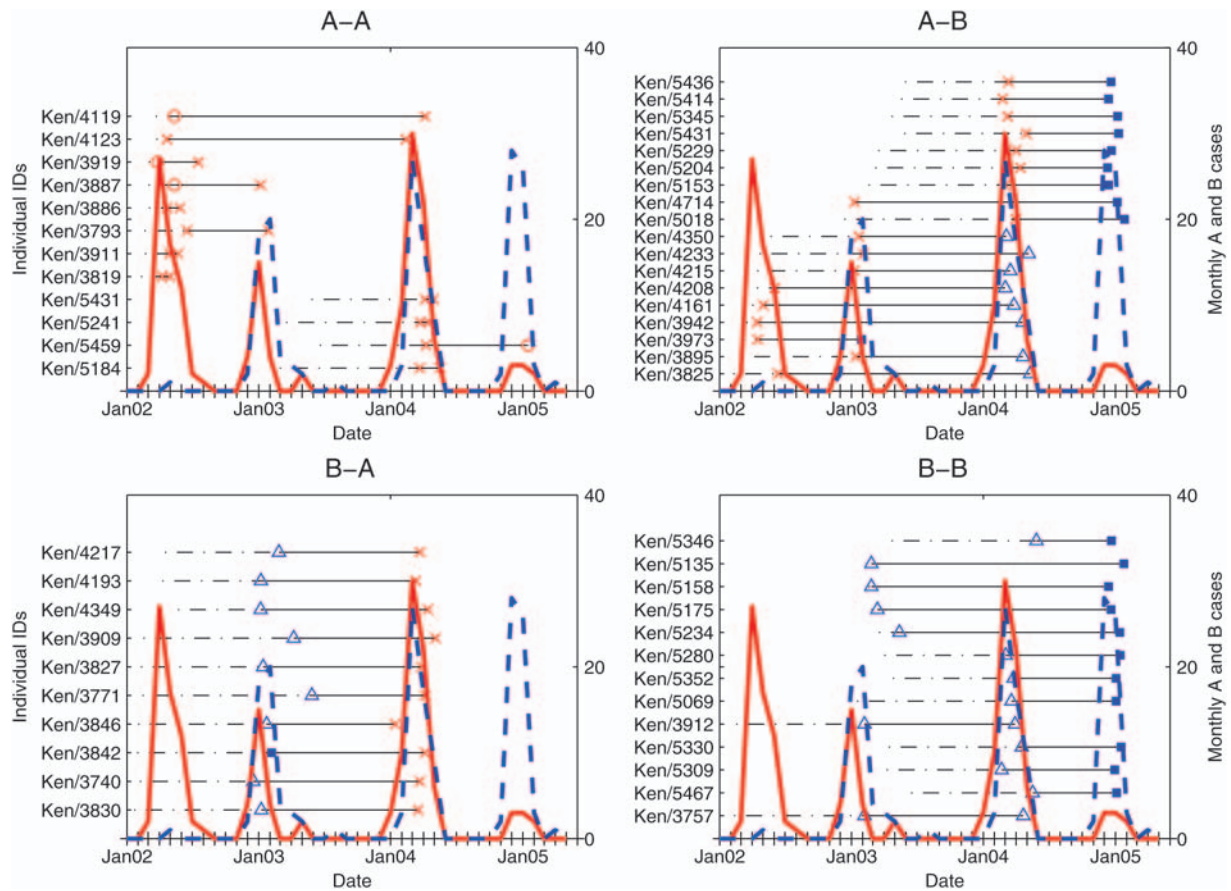 A–A
40
Ken/4119
Ken/4123
Ken/3919
Ken/3887
Ken/3886
Ken/3793
Ken/3911
Ken/3819
Ken/5431
Ken/5241
Ken/5459
Ken/5184
Individual IDs
20
0
Jan02 Jan03 Jan04 Jan05
Date
A–B
40
Ken/5436
Ken/5414
Ken/5345
Ken/5431
Ken/5229
Ken/5204
Ken/5153
Ken/4714
Ken/5018
Ken/4350
Ken/4233
Ken/4215
Ken/4208
Ken/4161
Ken/3942
Ken/3973
Ken/3895
Ken/3825
20
0
Monthly A and B cases
Jan02 Jan03 Jan04 Jan05
Date
B–A
40
Ken/4217
Ken/4193
Ken/4349
Ken/3909
Ken/3827
Ken/3771
Ken/3846
Ken/3842
Ken/3740
Ken/3830
Individual IDs
20
0
Jan02 Jan03 Jan04 Jan05
Date
B–B
40
Ken/5346
Ken/5135
Ken/5158
Ken/5175
Ken/5234
Ken/5280
Ken/5352
Ken/5069
Ken/3912
Ken/5330
Ken/5309
Ken/5467
Ken/3757
20
0
Monthly A and B cases
Jan02 Jan03 Jan04 Jan05
Date